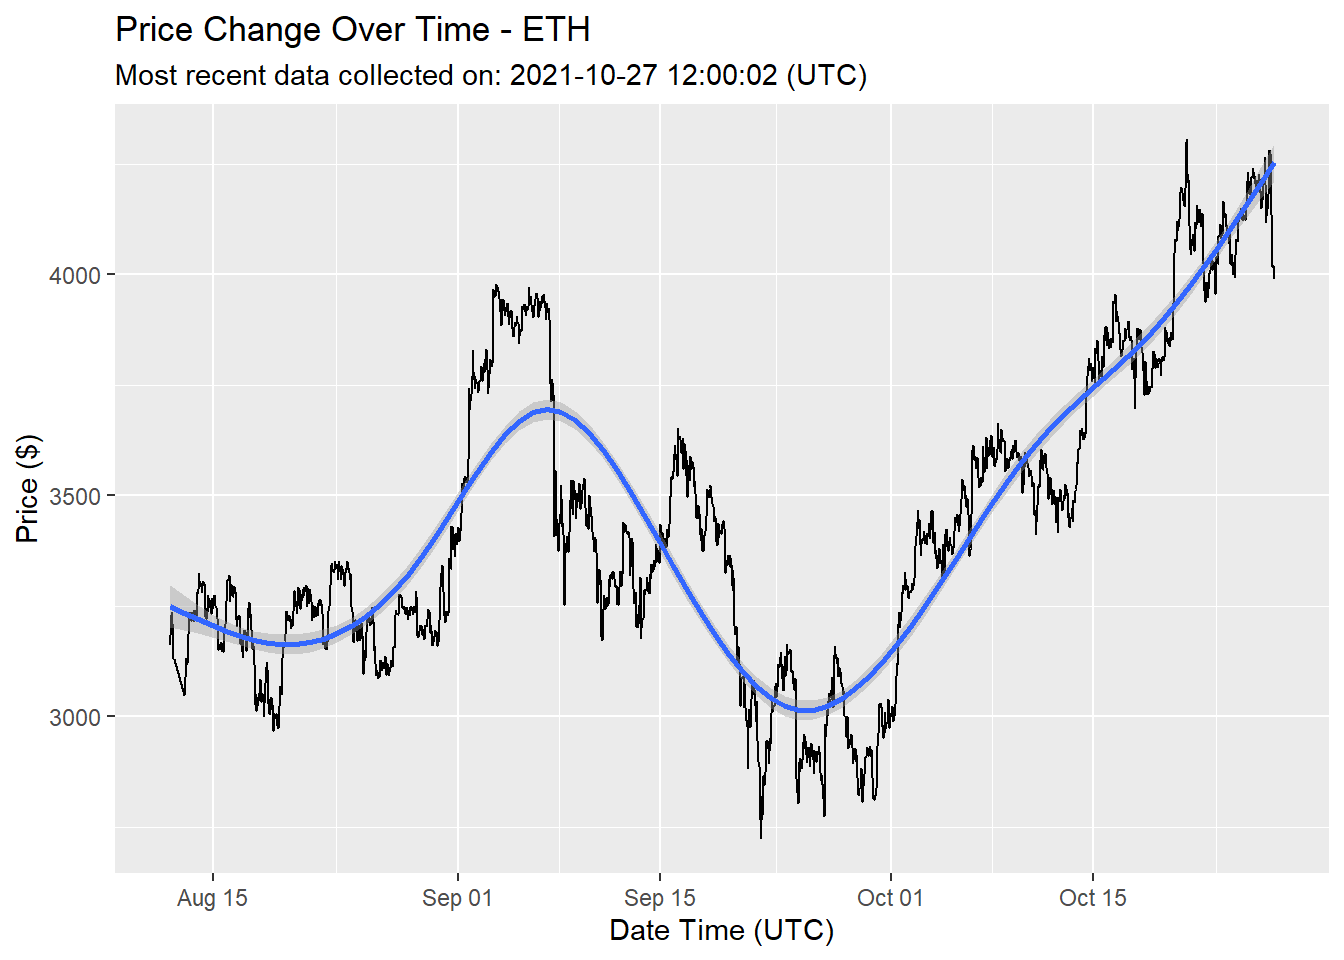 Price Change Over Time - ETH
Most recent data collected on: 2021-10-27 12:00:02 (UTC)
Price ($)
4000
3500
3000
Aug 15
Sep 01
Sep 15
Oct 01
Oct 15
Date Time (UTC)